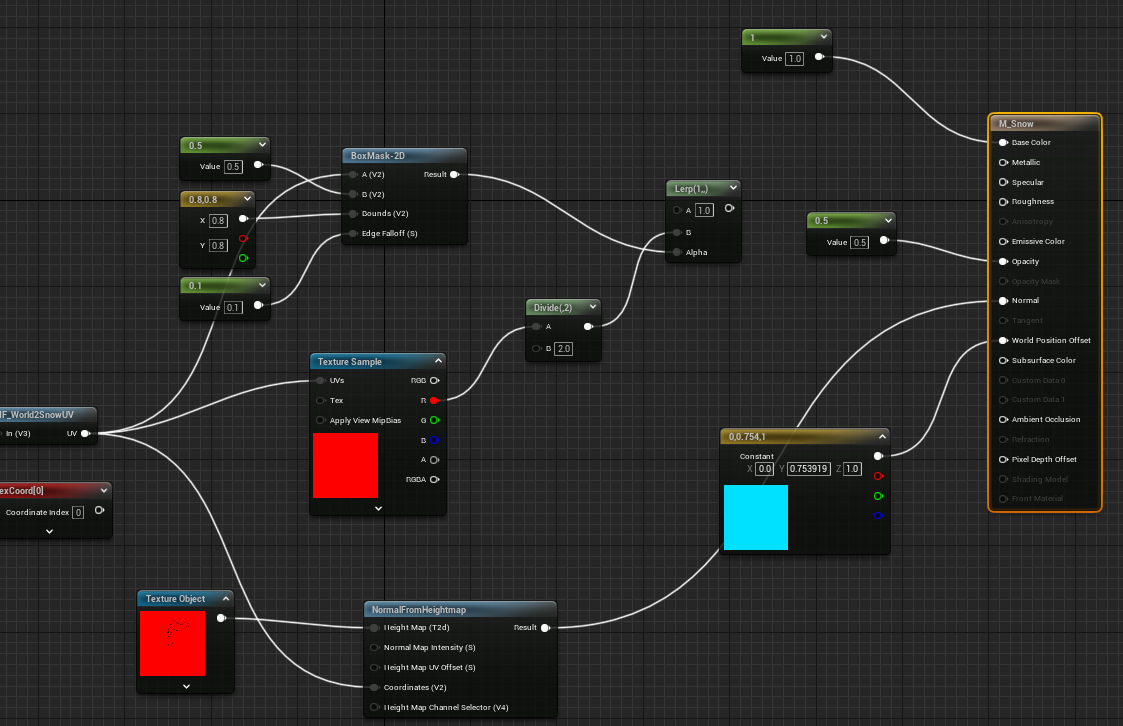 1
Value 1.0
M_Snow
Base Color
Metallic
Specular
Roughness
Anisotropy
Emissive Color
Opacity
Opacity Mask
Normal
Tangent
World Position Offset
Subsurface Color
Custom Data 0
Custom Data 1
Ambient Occlusion
Refraction
Pixel Depth Offset
Shading Model
Front Material
0.5
Value 0.5
0.8,0.8
X 0.8
Y 0.8
0.1
Value 0.1
BoxMask-2D
A (V2) Result
B (V2)
Bounds (V2)
Edge Falloff (S)
Lerp(1,,)
A 1.0
B
Alpha
0.5
Value 0.5
Divide(,2)
A
B 2.0
Texture Sample
UVs RGB
Tex R
Apply View MipBias G
B
A
RGBA
MF_World2SnowUV
In (V3) UV
exCoord[0]
Coordinate Index 0
0,0.754,1
Constant
X 0.0 Y 0.753919 Z 1.0
Texture Object
NormalFromHeightmap
Height Map (T2d) Result
Normal Map Intensity (S)
Height Map UV Offset (S)
Coordinates (V2)
Height Map Channel Selector (V4)